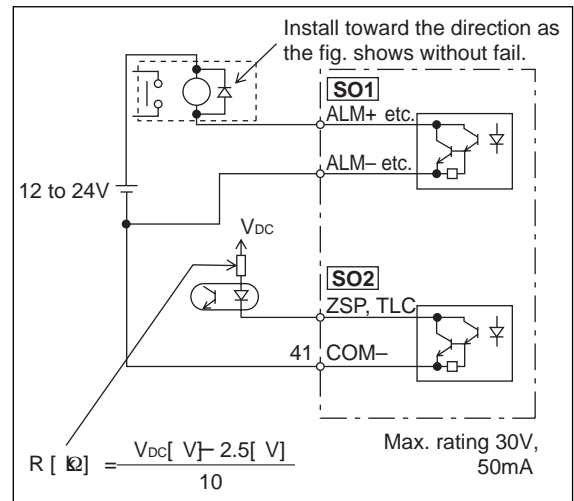 Install toward the direction as
the fig. shows without fail.
SO1
ALM+ etc.
ALM– etc.
12 to 24V
VDC
SO2
ZSP, TLC
41 COM–
Max. rating 30V,
50mA
R [kΩ] = VDC[V]– 2.5[V]
10